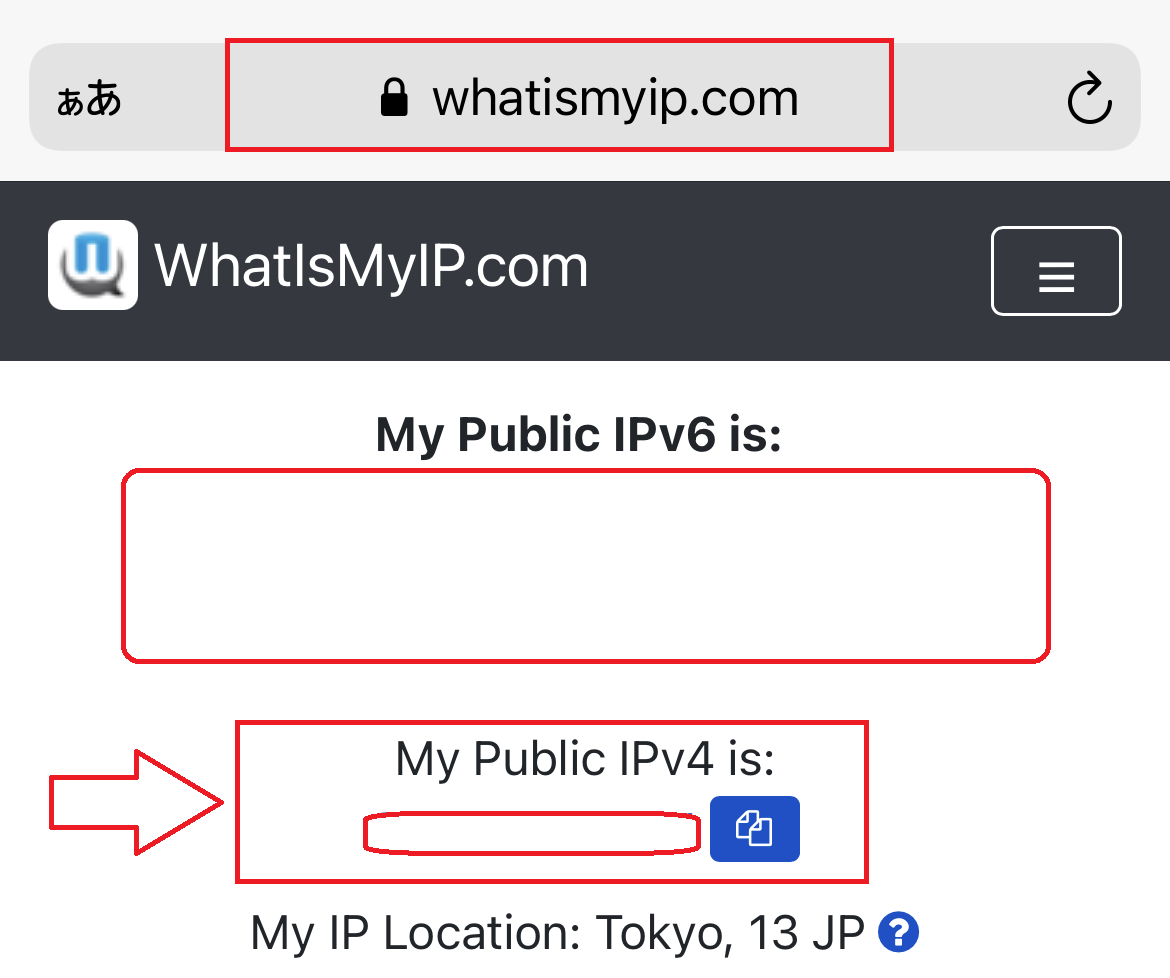 ぁあ whatismyip.com
WhatIsMyIP.com
My Public IPv6 is:
My Public IPv4 is:
My IP Location: Tokyo, 13 JP ?